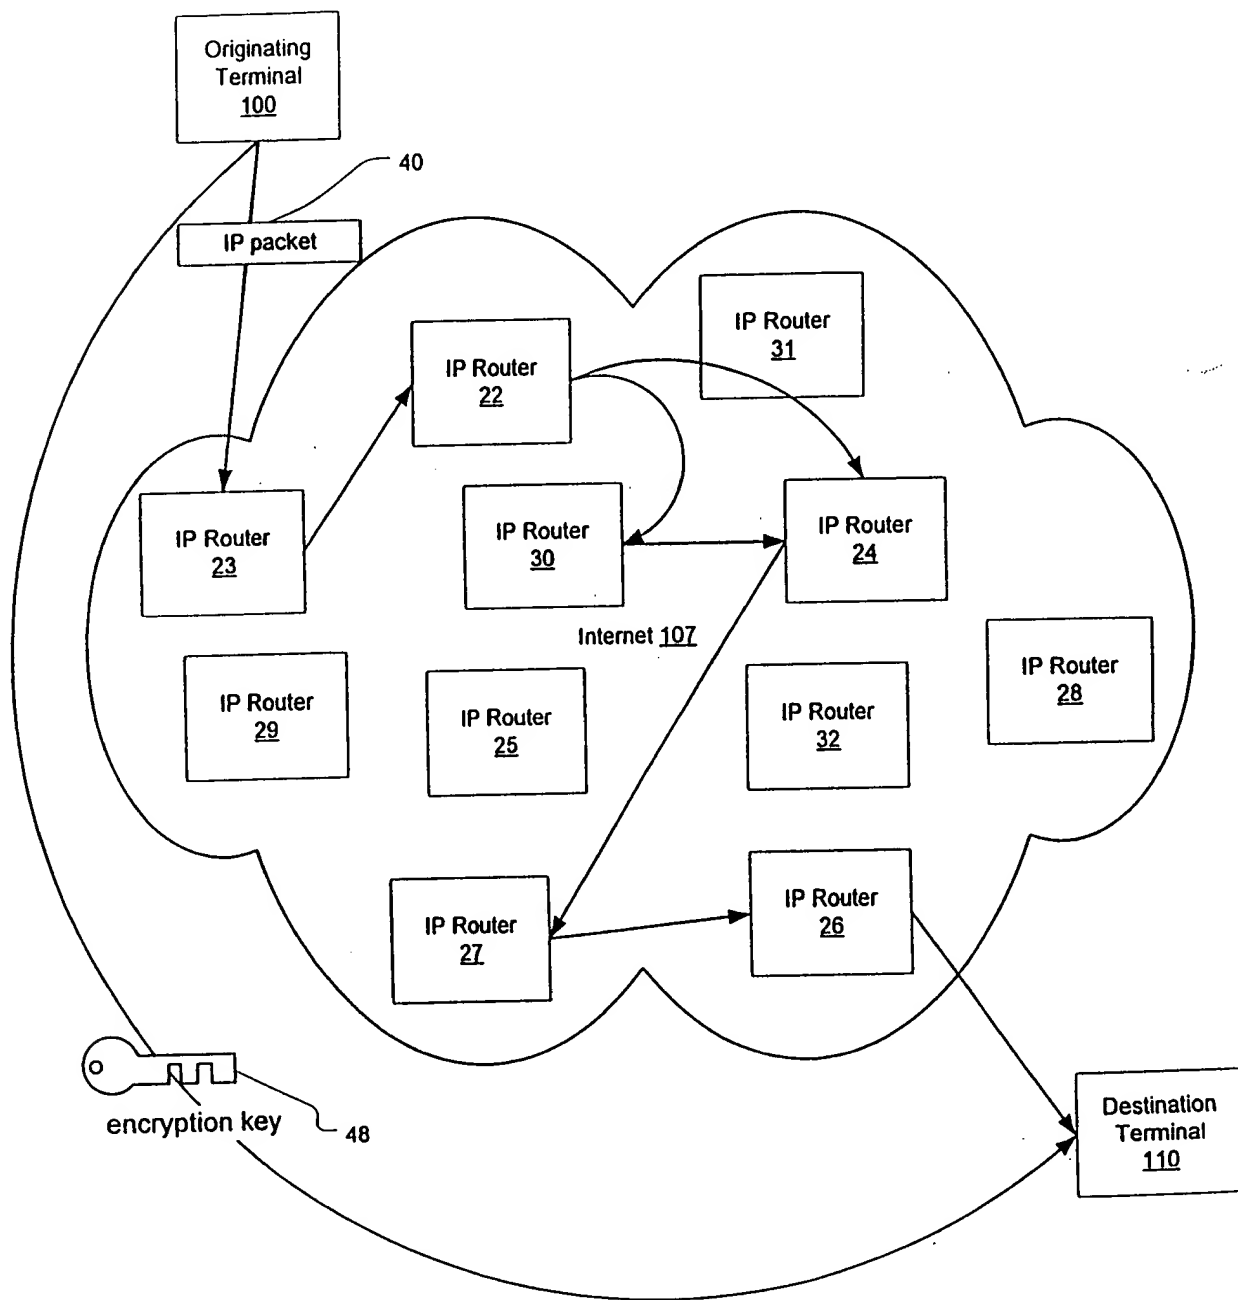 Originating
Terminal
100
40
IP packet
IP Router
31
IP Router
22
IP Router
23
IP Router
30
IP Router
24
Internet 107
IP Router
28
IP Router
29
IP Router
25
IP Router
32
IP Router
27
IP Router
26
encryption key
48
Destination
Terminal
110